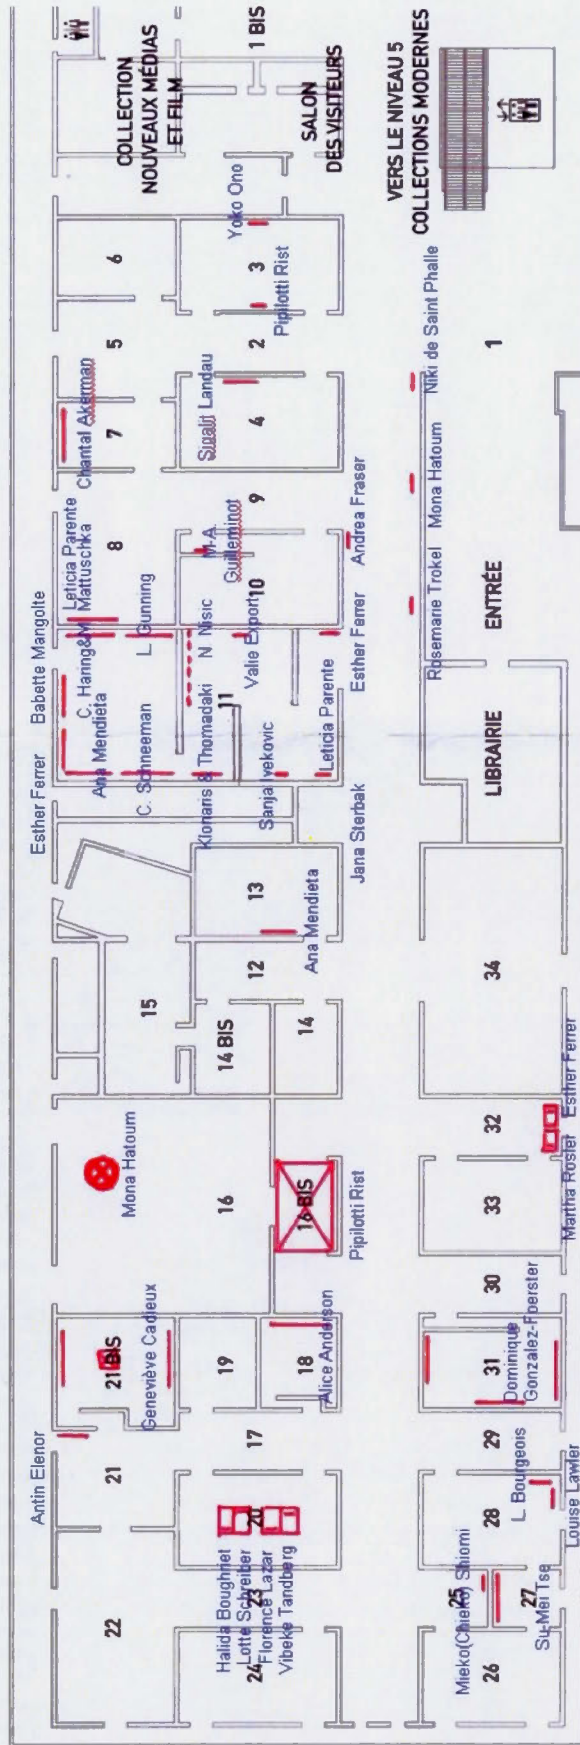 COLLECTION
NOUVEAUX MÉDIAS
ET FILM
1 BIS
SALON
DES VISITEURS
VERS LE NIVEAU 5
COLLECTIONS MODERNES
6
Yoko Ono
3
Pipilotti Rist
5
2
Niki de Saint Phalle
1
Chantal Akerman
7
Sigalit Landau
4
Mona Hatoum
Leticia Parente
8
M-A.
Guilleminot
9
Andrea Fraser
Rosemarie Trokel
ENTRÉE
Babette Mangolte
C. Haring&M Mattuschka
L. Gunning
N. Nisic
10
Valie Export
Esther Ferrer
Esther Ferrer
Ana Mendieta
C. Schneeman
Klonaris & Thomadaki
11
Sanja Ivekovic
Leticia Parente
LIBRAIRIE
Jana Sterbak
13
Ana Mendieta
12
15
14 BIS
14
34
Mona Hatoum
16
16 BIS
Pipilotti Rist
32
Esther Ferrer
Martha Rosler
33
30
21 BIS
Geneviève Cadieux
19
18
Alice Anderson
31
Dominique
Gonzalez-Foerster
Antin Elenor
21
17
29
L. Bourgeois
28
Louise Lawler
20
Halida Boughriet
Lotte Schreiber
Florence Lazar
Vibeke Tandberg
22
23
24
Mieko(Chieko) Shiomi
25
27
Su-Mei Tse
26